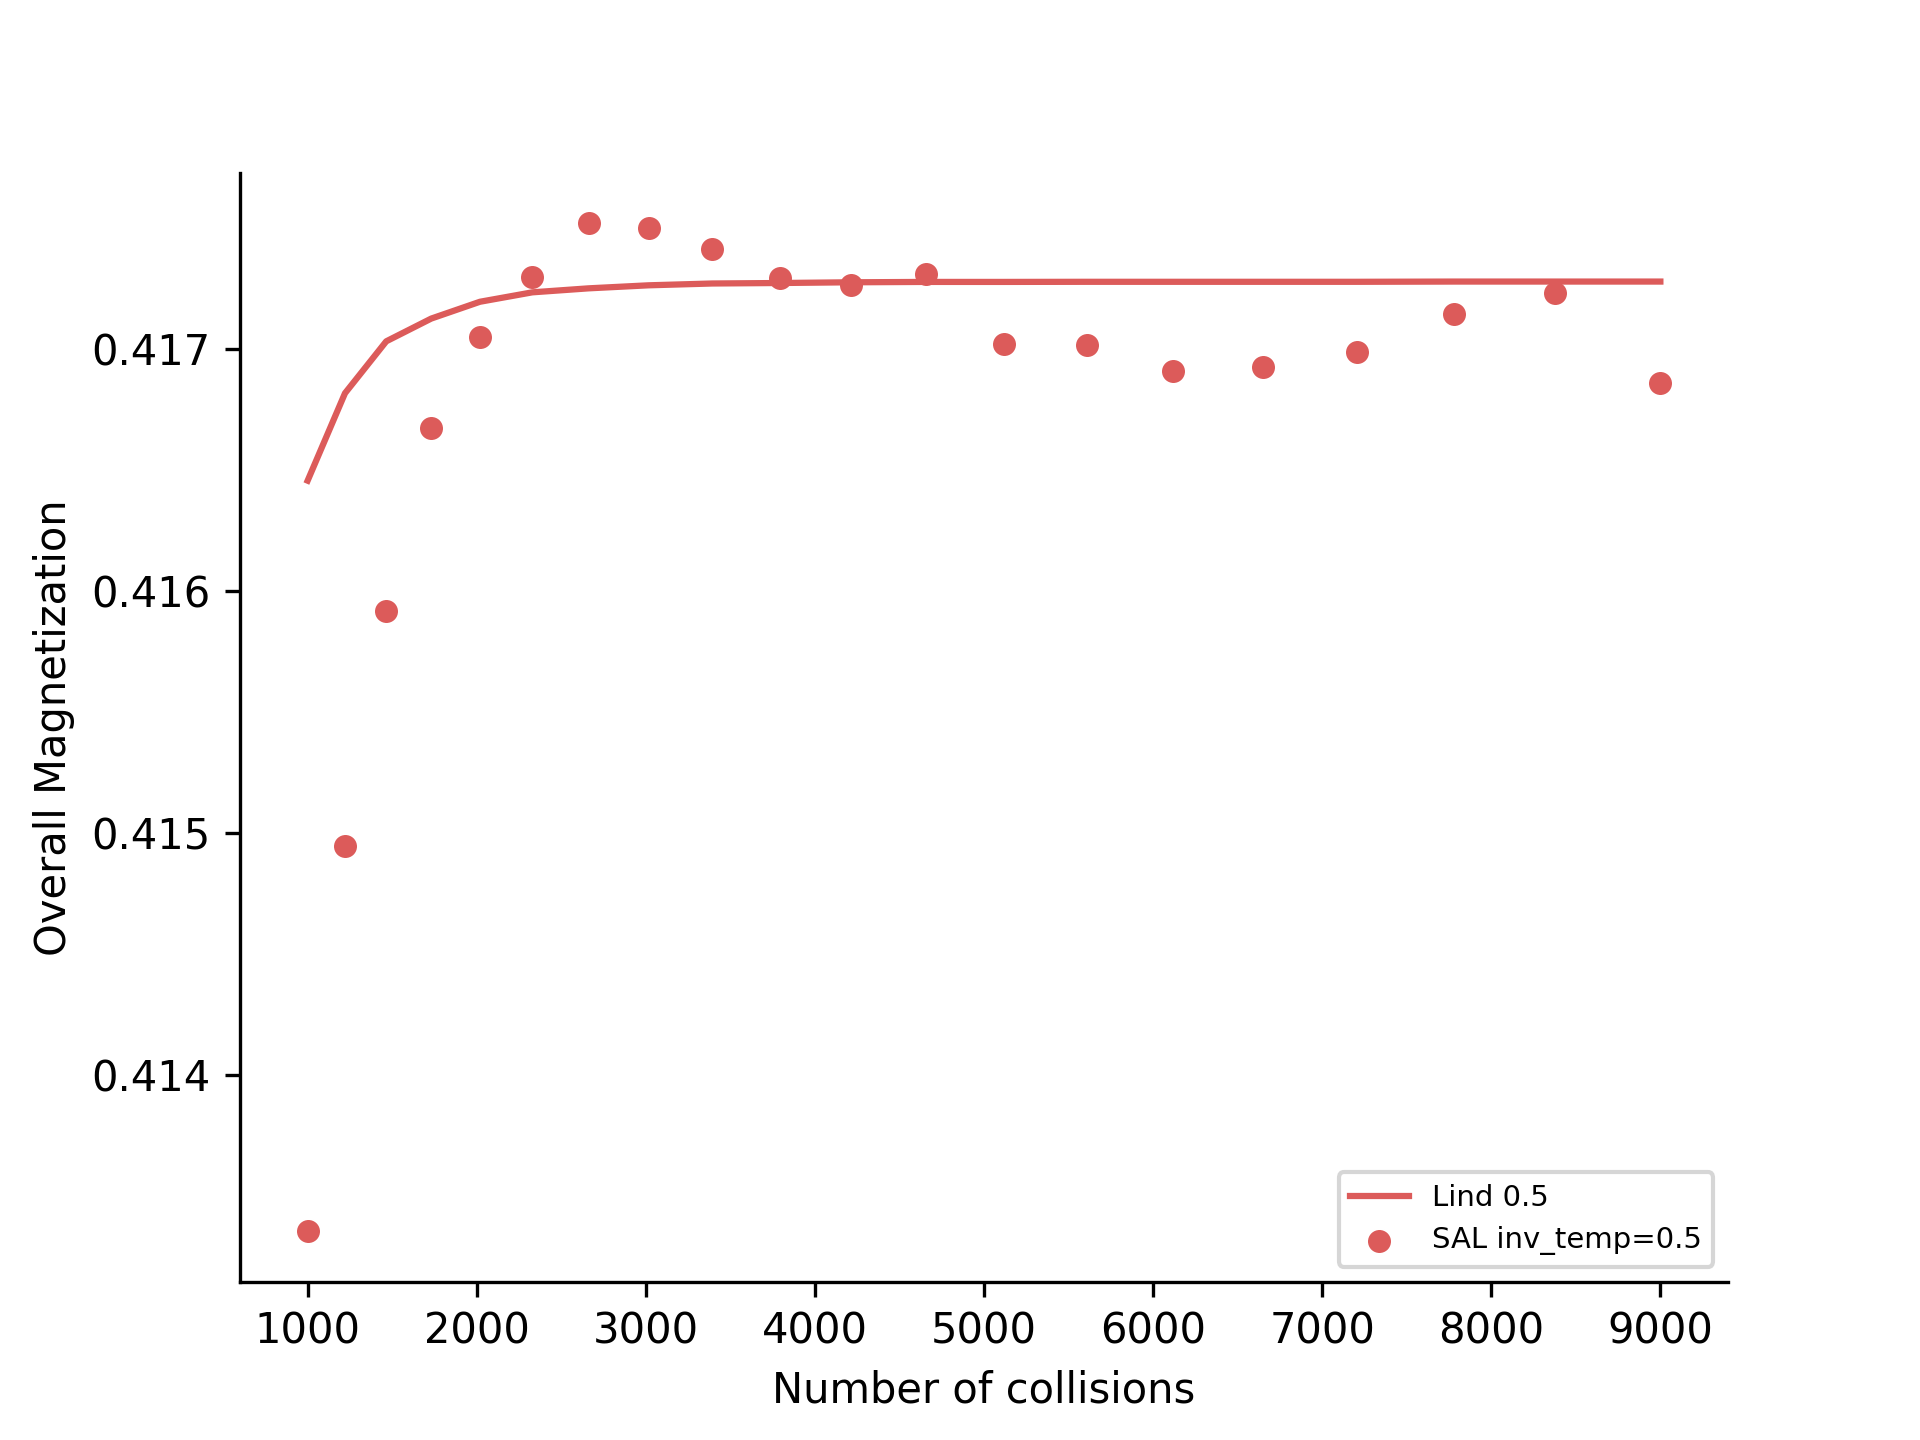 0.417
0.416
0.415
0.414
Overall Magnetization
Lind 0.5
SAL inv_temp=0.5
1000 2000 3000 4000 5000 6000 7000 8000 9000
Number of collisions